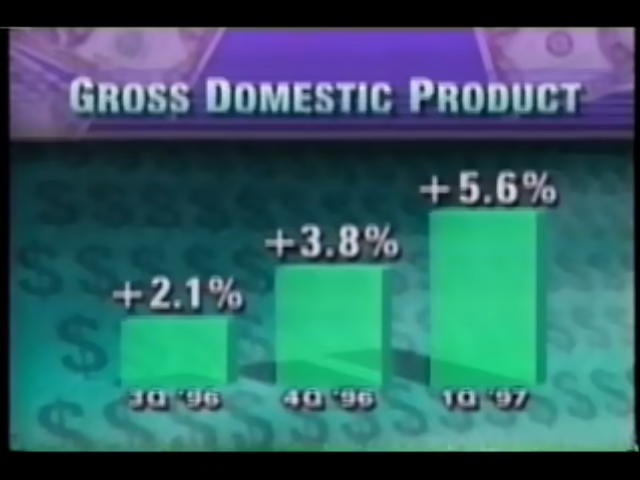 GROSS DOMESTIC PRODUCT
+5.6%
+3.8%
+2.1%
3Q '96
4Q '96
1Q '97